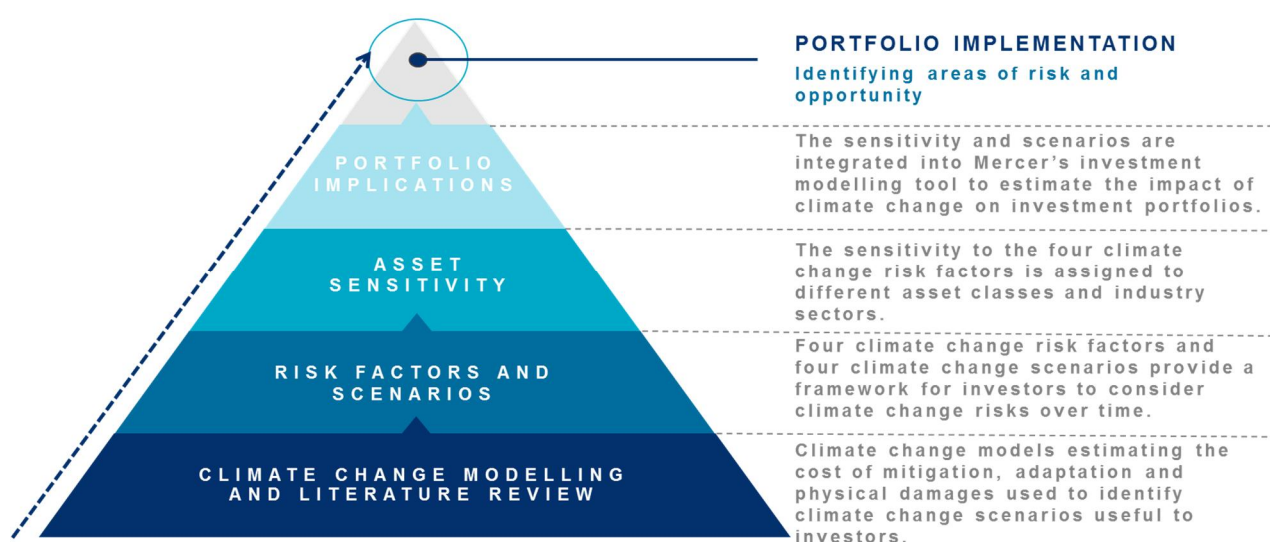 PORTFOLIO IMPLEMENTATION
Identifying areas of risk and
opportunity
PORTFOLIO
IMPLICATIONS
The sensitivity and scenarios are
integrated into Mercer's investment
modelling tool to estimate the impact of
climate change on investment portfolios.
ASSET
SENSITIVITY
The sensitivity to the four climate
change risk factors is assigned to
different asset classes and industry
sectors.
RISK FACTORS AND
SCENARIOS
Four climate change risk factors and
four climate change scenarios provide a
framework for investors to consider
climate change risks over time.
CLIMATE CHANGE MODELLING
AND LITERATURE REVIEW
Climate change models estimating the
cost of mitigation, adaptation and
physical damages used to identify
climate change scenarios useful to
investors.